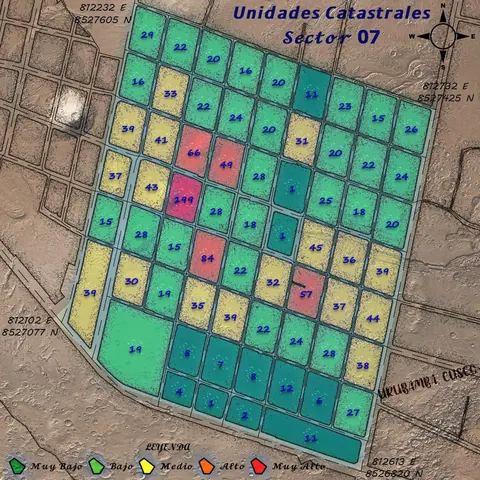 812232 E
8527605 N
Unidades Catastrales
Sector 07
N
W E
S
812732 E
8527425 N
29 22 20 16 20 11 23 15 26
16 33 22 24 20 31 20 22 24
39 41 66 49 28 1 25 18 20
37 43 199 28 18 1 45 36 39
15 28 15 84 22 32 57 37 44
39 30 19 35 39 22 24 28 38
19 8 7 8 12 6 27
4 1 2 11
812102 E
8527077 N
URUBAMBA CUSCO
LEYENDA
Muy Bajo Bajo Medio Alto Muy Alto
812613 E
8526820 N